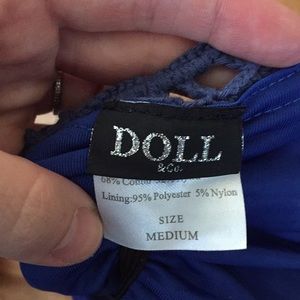 DOLL
& Co.
68%
Lining:95% Polyester 5% Nylon
SIZE
MEDIUM